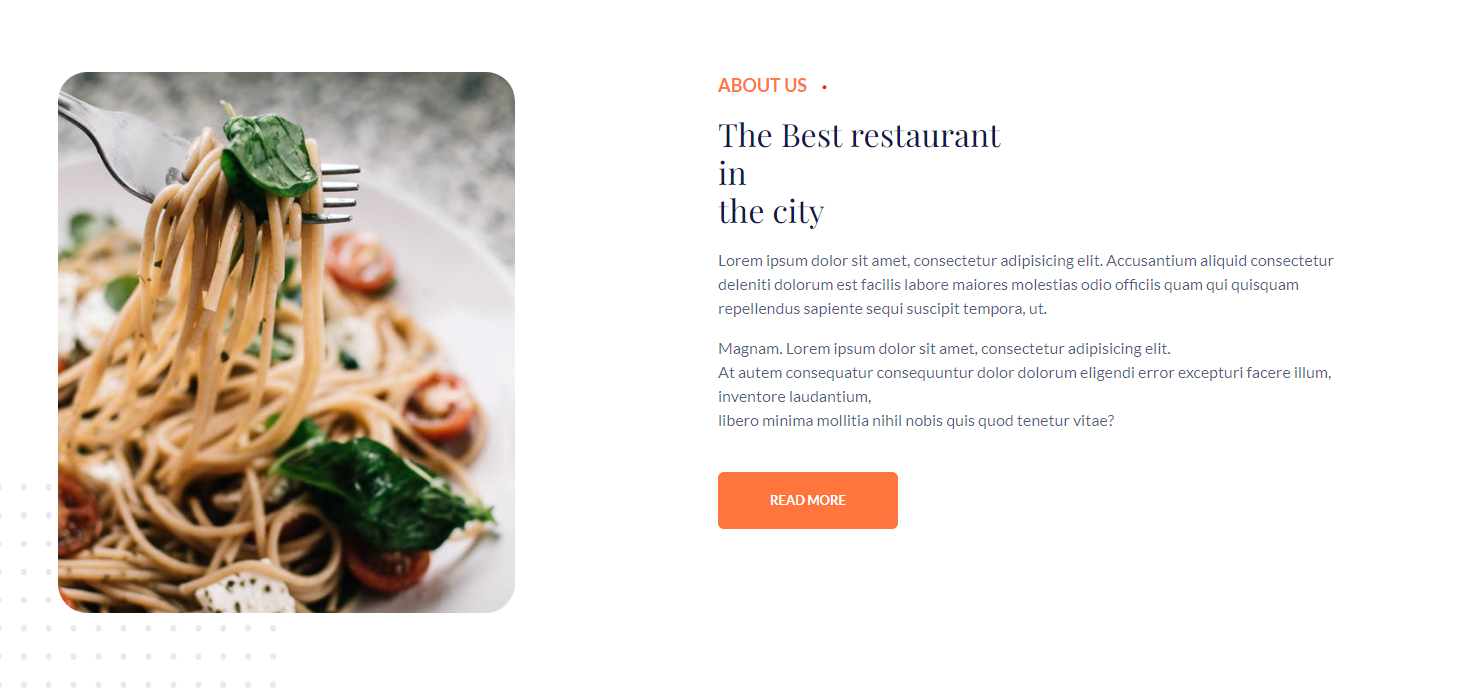 ABOUT US
The Best restaurant
in
the city
Lorem ipsum dolor sit amet, consectetur adipisicing elit. Accusantium aliquid consectetur
deleniti dolorum est facilis labore maiores molestias odio officiis quam qui quisquam
repellendus sapiente sequi suscipit tempora, ut.
Magnam. Lorem ipsum dolor sit amet, consectetur adipisicing elit.
At autem consequatur consequuntur dolor dolorum eligendi error excepturi facere illum,
inventore laudantium,
libero minima mollitia nihil nobis quis quod tenetur vitae?
READ MORE